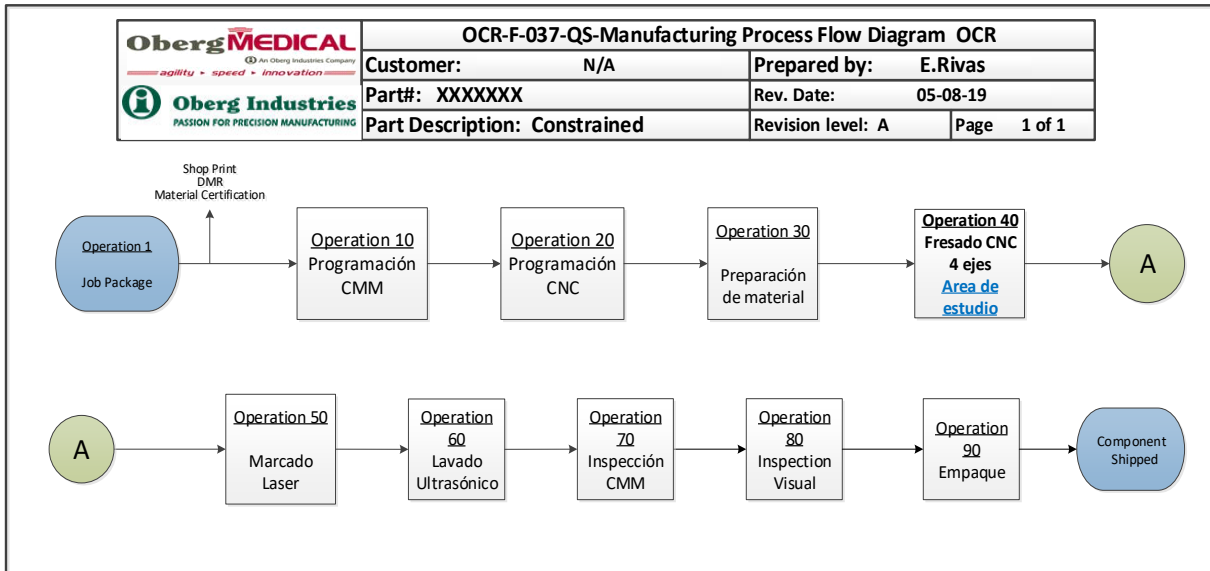 ObergMEDICAL
An Oberg Industries Company
agility ▸ speed ▸ innovation
Oberg Industries
PASSION FOR PRECISION MANUFACTURING
OCR-F-037-QS-Manufacturing Process Flow Diagram OCR
Customer: N/A
Prepared by: E.Rivas
Part#: XXXXXXX
Rev. Date: 05-08-19
Part Description: Constrained
Revision level: A
Page 1 of 1
Shop Print
DMR
Material Certification
Operation 1
Job Package
Operation 10
Programación
CMM
Operation 20
Programación
CNC
Operation 30
Preparación
de material
Operation 40
Fresado CNC
4 ejes
Area de
estudio
A
A
Operation 50
Marcado
Laser
Operation
60
Lavado
Ultrasónico
Operation
70
Inspección
CMM
Operation
80
Inspection
Visual
Operation
90
Empaque
Component
Shipped